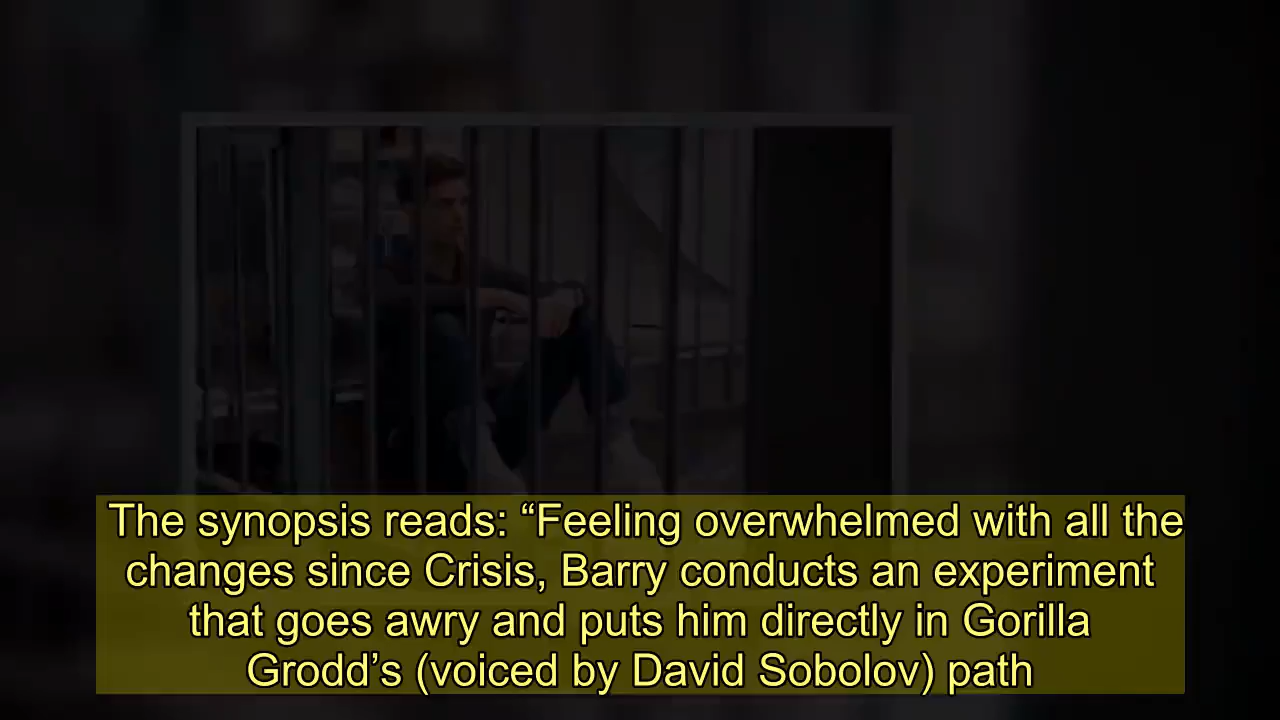 The synopsis reads: “Feeling overwhelmed with all the
changes since Crisis, Barry conducts an experiment
that goes awry and puts him directly in Gorilla
Grodd’s (voiced by David Sobolov) path